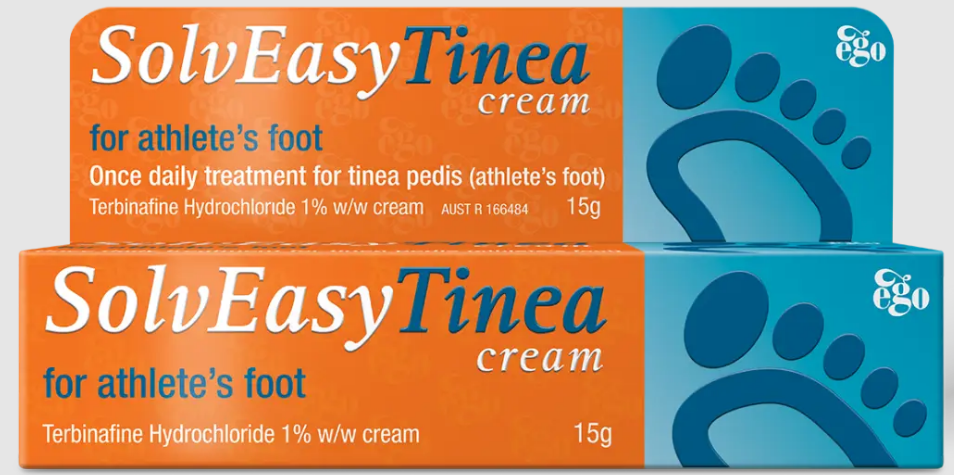 SolvEasyTinea
cream
ego
for athlete's foot
Once daily treatment for tinea pedis (athlete's foot)
Terbinafine Hydrochloride 1% w/w cream AUST R 166484 15g
SolvEasyTinea
cream
ego
for athlete's foot
Terbinafine Hydrochloride 1% w/w cream 15g